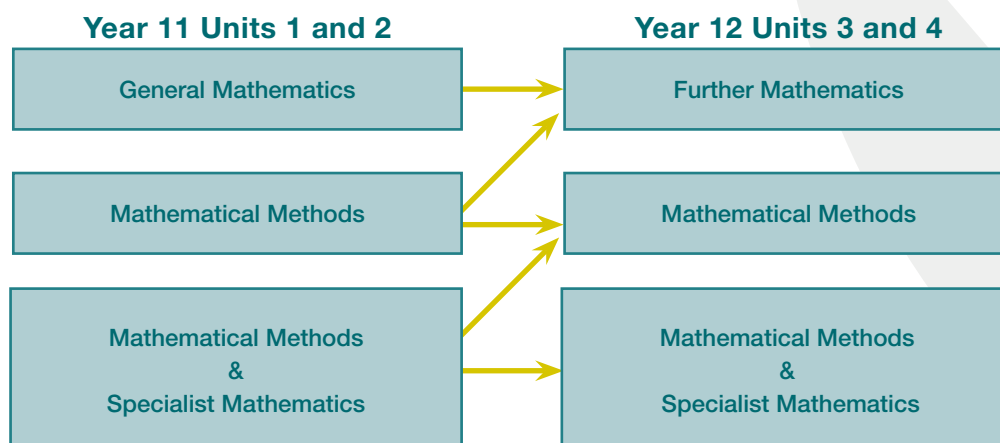 Year 11 Units 1 and 2
Year 12 Units 3 and 4
General Mathematics
Further Mathematics
Mathematical Methods
Mathematical Methods
Mathematical Methods
&
Specialist Mathematics
Mathematical Methods
&
Specialist Mathematics